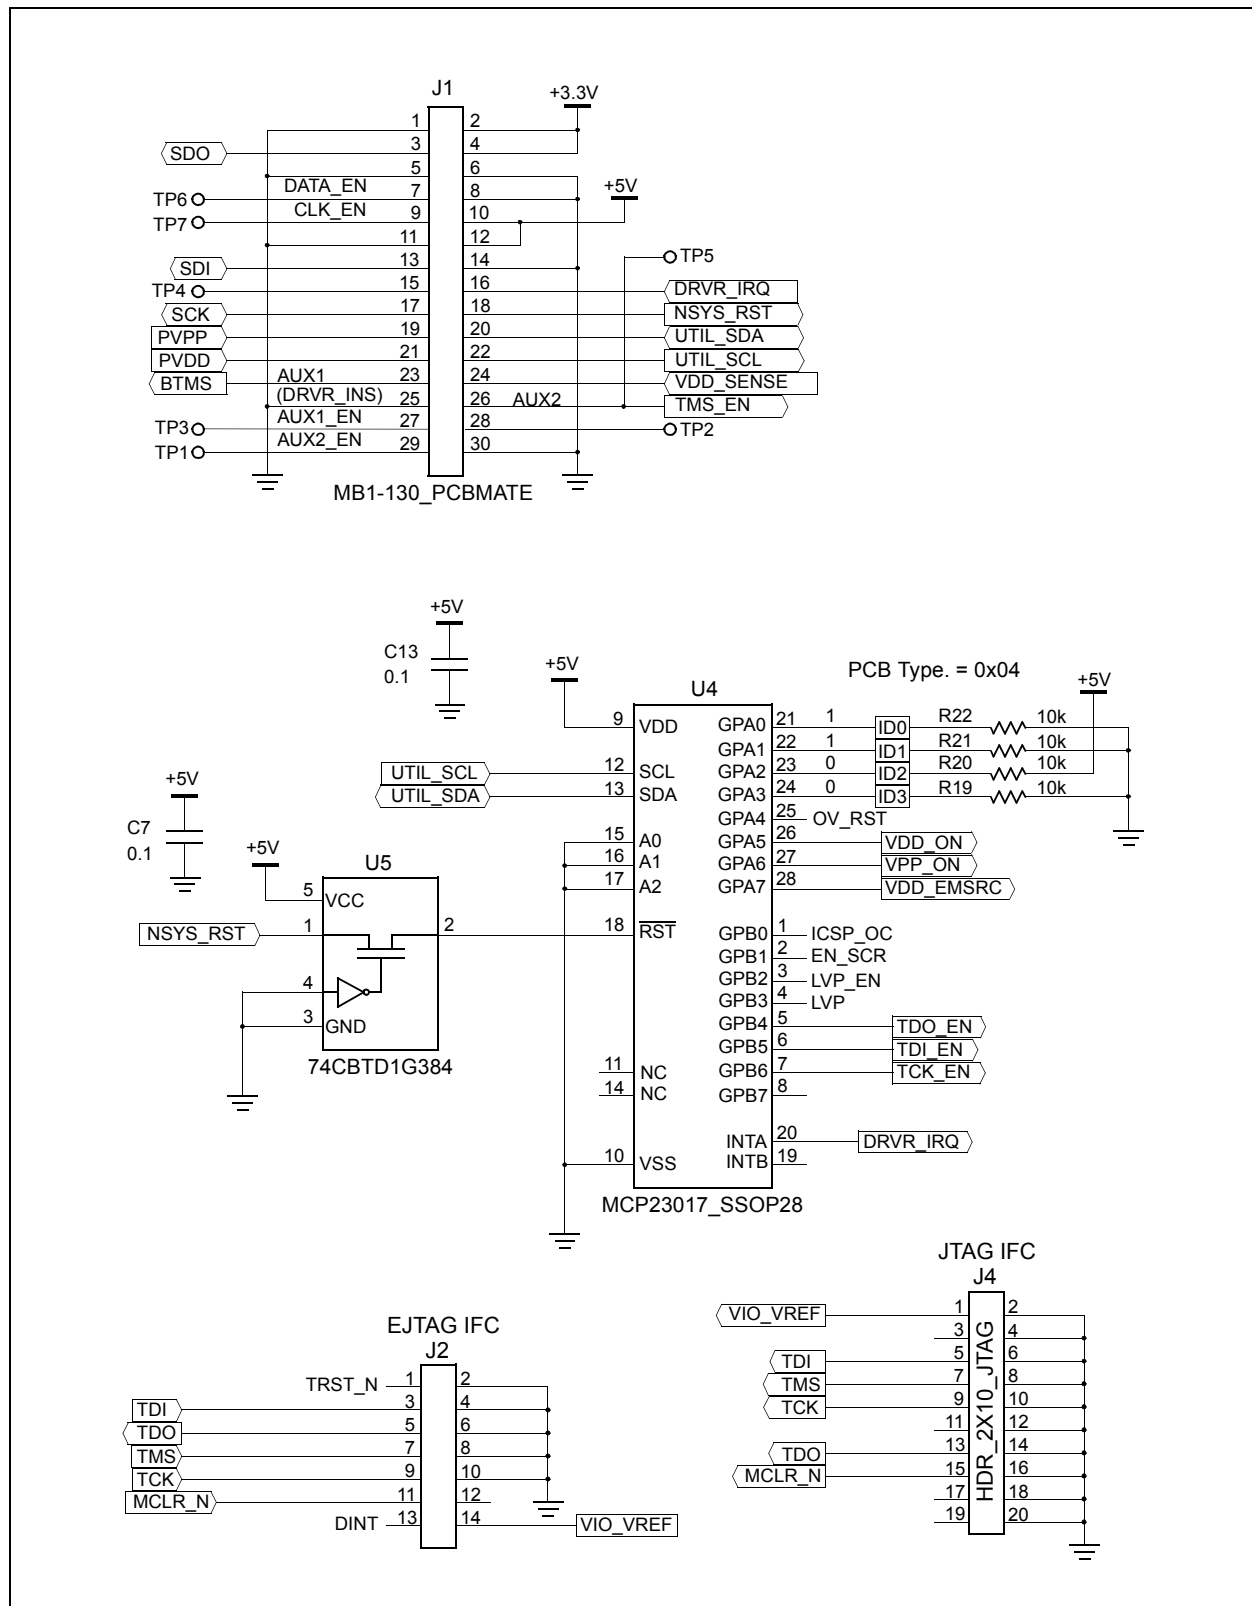 J1
+3.3V
1 2
SDO 3 4
5 6
DATA_EN +5V
TP6 7 8
CLK_EN
TP7 9 10
11 12
TP5
SDI 13 14
TP4 15 16 DRVR_IRQ
SCK 17 18 NSYS_RST
PVPP 19 20 UTIL_SDA
PVDD 21 22 UTIL_SCL
BTMS AUX1 23 24 VDD_SENSE
(DRVR_INS) 25 26 AUX2 TMS_EN
AUX1_EN
TP3 27 28 TP2
AUX2_EN
TP1 29 30
MB1-130_PCBMATE
+5V
C13
0.1
+5V
PCB Type. = 0x04
+5V
U4
9 VDD GPA0 21 1 ID0 R22 10k
GPA1 22 1 ID1 R21 10k
UTIL_SCL 12 SCL GPA2 23 0 ID2 R20 10k
UTIL_SDA 13 SDA GPA3 24 0 ID3 R19 10k
GPA4 25 OV_RST
+5V
C7
0.1
15 A0 GPA5 26 VDD_ON
16 A1 GPA6 27 VPP_ON
17 A2 GPA7 28 VDD_EMSRC
+5V
U5
5 VCC
NSYS_RST 1 2
18 RST GPB0 1 ICSP_OC
GPB1 2 EN_SCR
GPB2 3 LVP_EN
GPB3 4 LVP
4
3 GND
74CBTD1G384
GPB4 5 TDO_EN
GPB5 6 TDI_EN
11 NC GPB6 7 TCK_EN
14 NC GPB7 8
INTA 20 DRVR_IRQ
10 VSS INTB 19
MCP23017_SSOP28
JTAG IFC
J4
VIO_VREF 1 2
3 4
TDI 5 6
TMS 7 8
TCK 9 10
11 12
TDO 13 14
MCLR_N 15 16
17 18
19 20
HDR_2X10_JTAG
EJTAG IFC
J2
TRST_N 1 2
TDI 3 4
TDO 5 6
TMS 7 8
TCK 9 10
MCLR_N 11 12
DINT 13 14 VIO_VREF